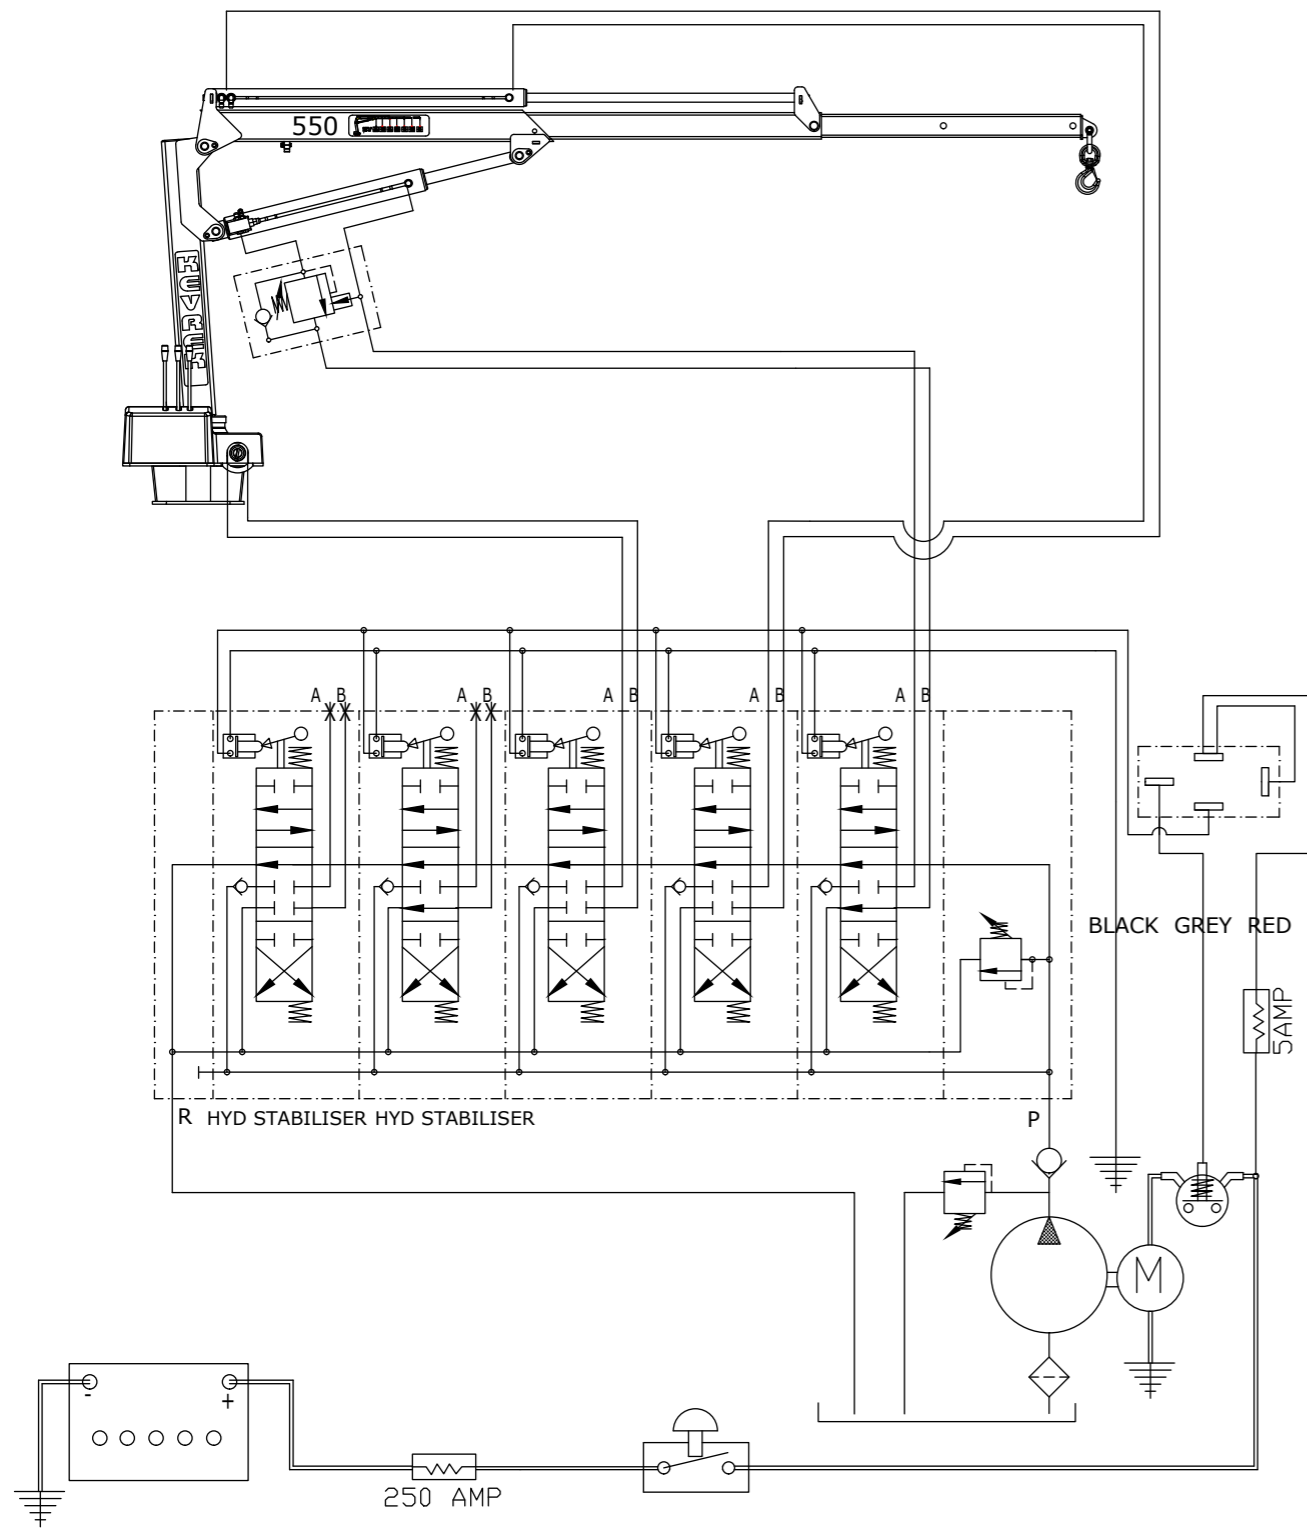 550
KEVREK
A B A B A B A B A B
BLACK GREY RED
5AMP
R HYD STABILISER HYD STABILISER P
M
- +
250 AMP